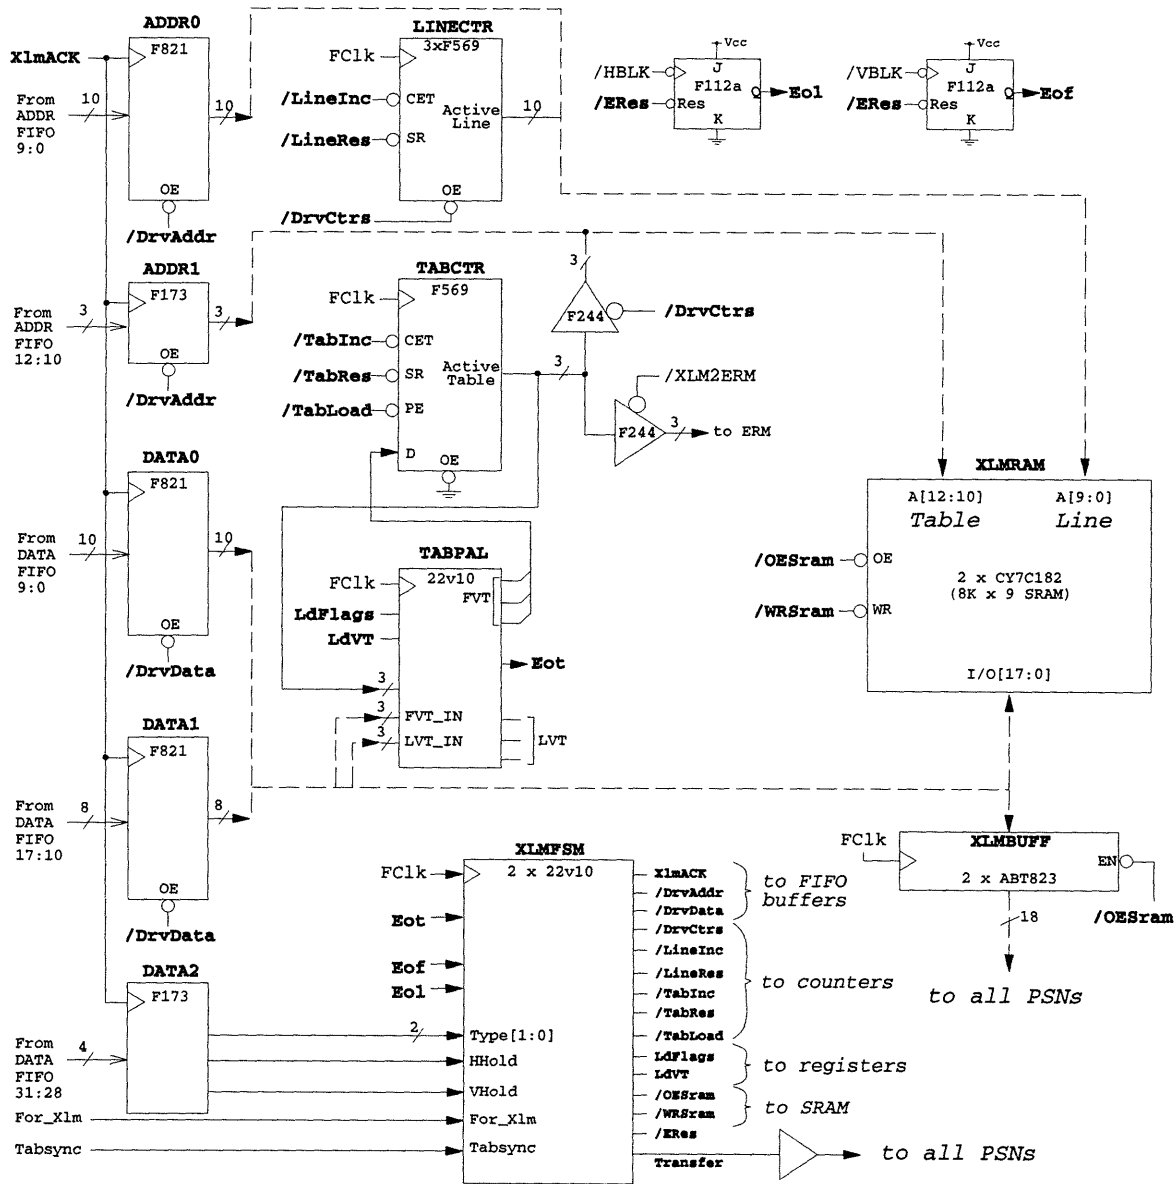 ADDR0
XlmACK
F821
From
ADDR
FIFO
9:0
10
10
OE
/DrvAddr
LINECTR
3xF569
FClk
/LineInc
CET
Active
Line
10
/LineRes
SR
OE
/DrvCtrs
Vcc
J
/HBLK
F112a
Q
Eol
/ERes
Res
K
Vcc
J
/VBLK
F112a
Q
Eof
/ERes
Res
K
ADDR1
F173
From
ADDR
FIFO
12:10
3
3
OE
/DrvAddr
TABCTR
F569
FClk
/TabInc
CET
/TabRes
SR
Active
Table
/TabLoad
PE
D
OE
3
3
F244
/DrvCtrs
/XLM2ERM
F244
3
to ERM
DATA0
F821
From
DATA
FIFO
9:0
10
10
OE
/DrvData
TABPAL
22v10
FClk
FVT
LdFlags
LdVT
Eot
3
3
FVT_IN
3
LVT_IN
LVT
XLMRAM
A[12:10]
A[9:0]
Table
Line
/OESram
OE
2 x CY7C182
(8K x 9 SRAM)
/WRSram
WR
I/O[17:0]
DATA1
F821
From
DATA
FIFO
17:10
8
8
OE
/DrvData
FClk
XLMBUFF
EN
2 x ABT823
/OESram
18
to all PSNs
DATA2
F173
From
DATA
FIFO
31:28
4
XLMFSM
2 x 22v10
FClk
Eot
Eof
Eol
2
Type[1:0]
HHold
VHold
For_Xlm
For_Xlm
Tabsync
Tabsync
XlmACK
/DrvAddr
/DrvData
to FIFO
buffers
/DrvCtrs
/LineInc
/LineRes
/TabInc
/TabRes
/TabLoad
to counters
LdFlags
LdVT
to registers
/OESram
/WRSram
to SRAM
/ERes
Transfer
to all PSNs